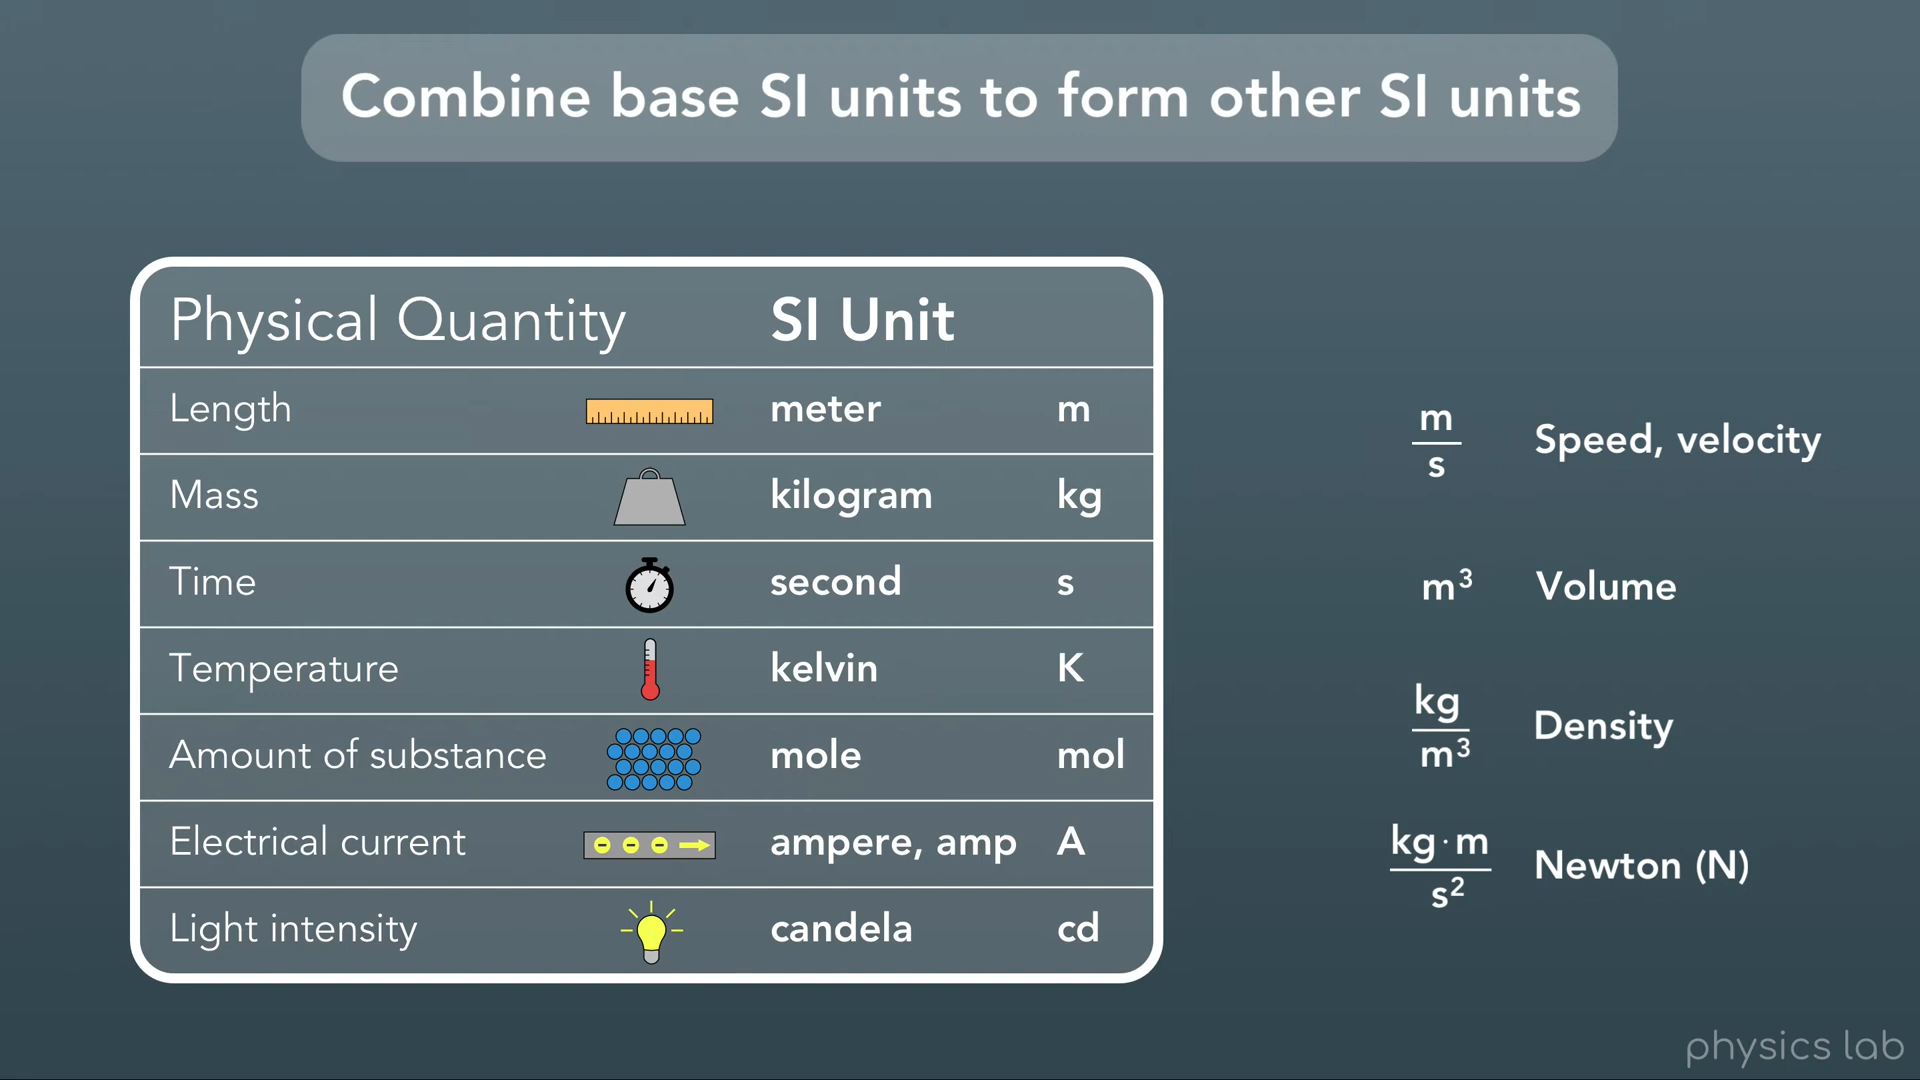 Combine base SI units to form other SI units
Physical Quantity SI Unit
Length meter m
Mass kilogram kg
Time second s
Temperature kelvin K
Amount of substance mole mol
Electrical current ampere, amp A
Light intensity candela cd
m/s Speed, velocity
m³ Volume
kg/m³ Density
kg·m/s² Newton (N)
physics lab